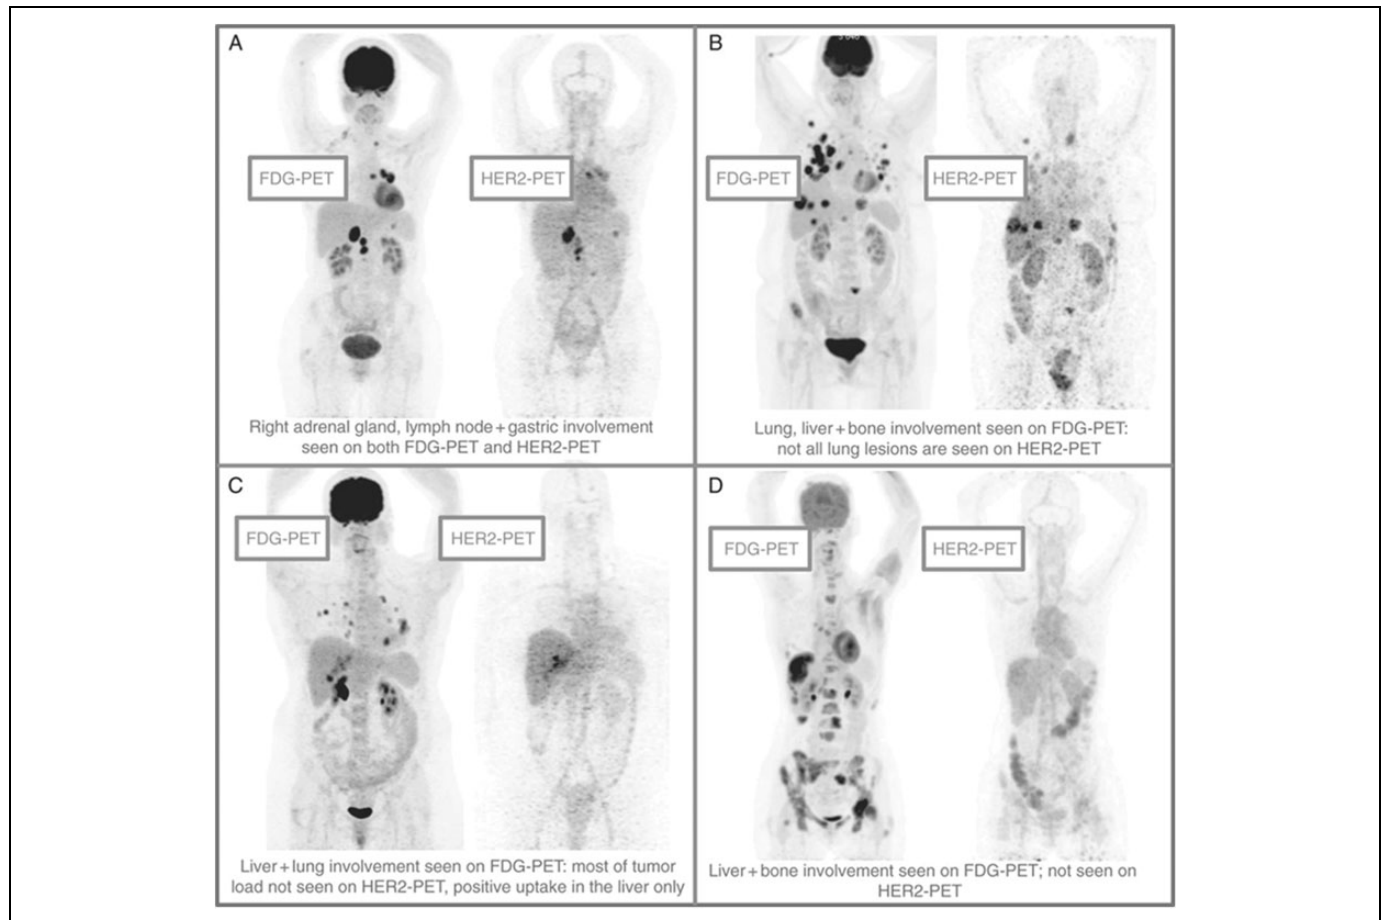 A
FDG-PET
HER2-PET
Right adrenal gland, lymph node + gastric involvement
seen on both FDG-PET and HER2-PET
B
FDG-PET
HER2-PET
Lung, liver + bone involvement seen on FDG-PET:
not all lung lesions are seen on HER2-PET
C
FDG-PET
HER2-PET
Liver + lung involvement seen on FDG-PET: most of tumor
load not seen on HER2-PET, positive uptake in the liver only
D
FDG-PET
HER2-PET
Liver + bone involvement seen on FDG-PET; not seen on
HER2-PET